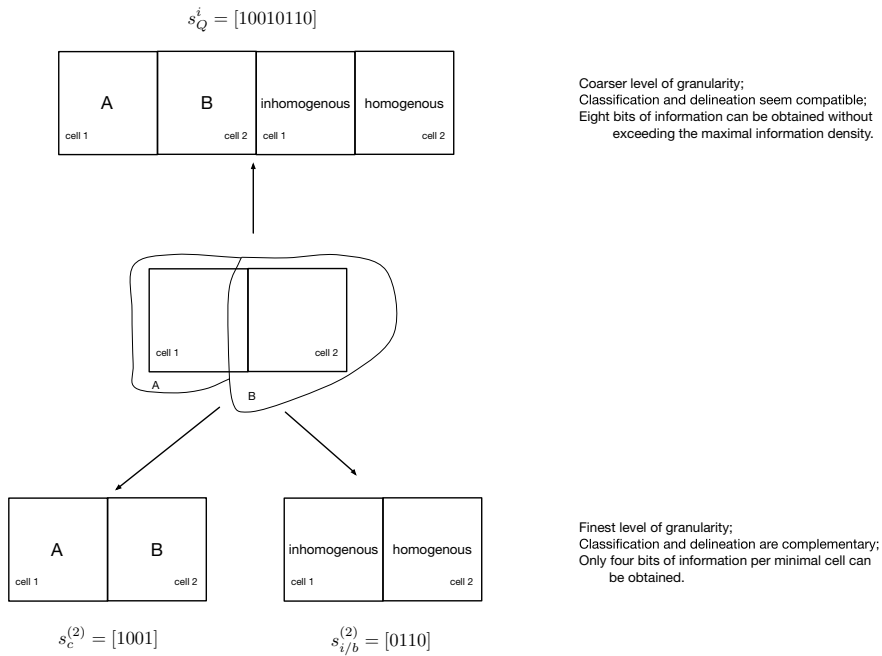 s_Q^i = [10010110]
A
B
inhomogenous
homogenous
cell 1
cell 2
cell 1
cell 2
Coarser level of granularity;
Classification and delineation seem compatible;
Eight bits of information can be obtained without
exceeding the maximal information density.
cell 1
cell 2
A
B
A
B
cell 1
cell 2
inhomogenous
homogenous
cell 1
cell 2
Finest level of granularity;
Classification and delineation are complementary;
Only four bits of information per minimal cell can
be obtained.
s_c^{(2)} = [1001]
s_{i/b}^{(2)} = [0110]